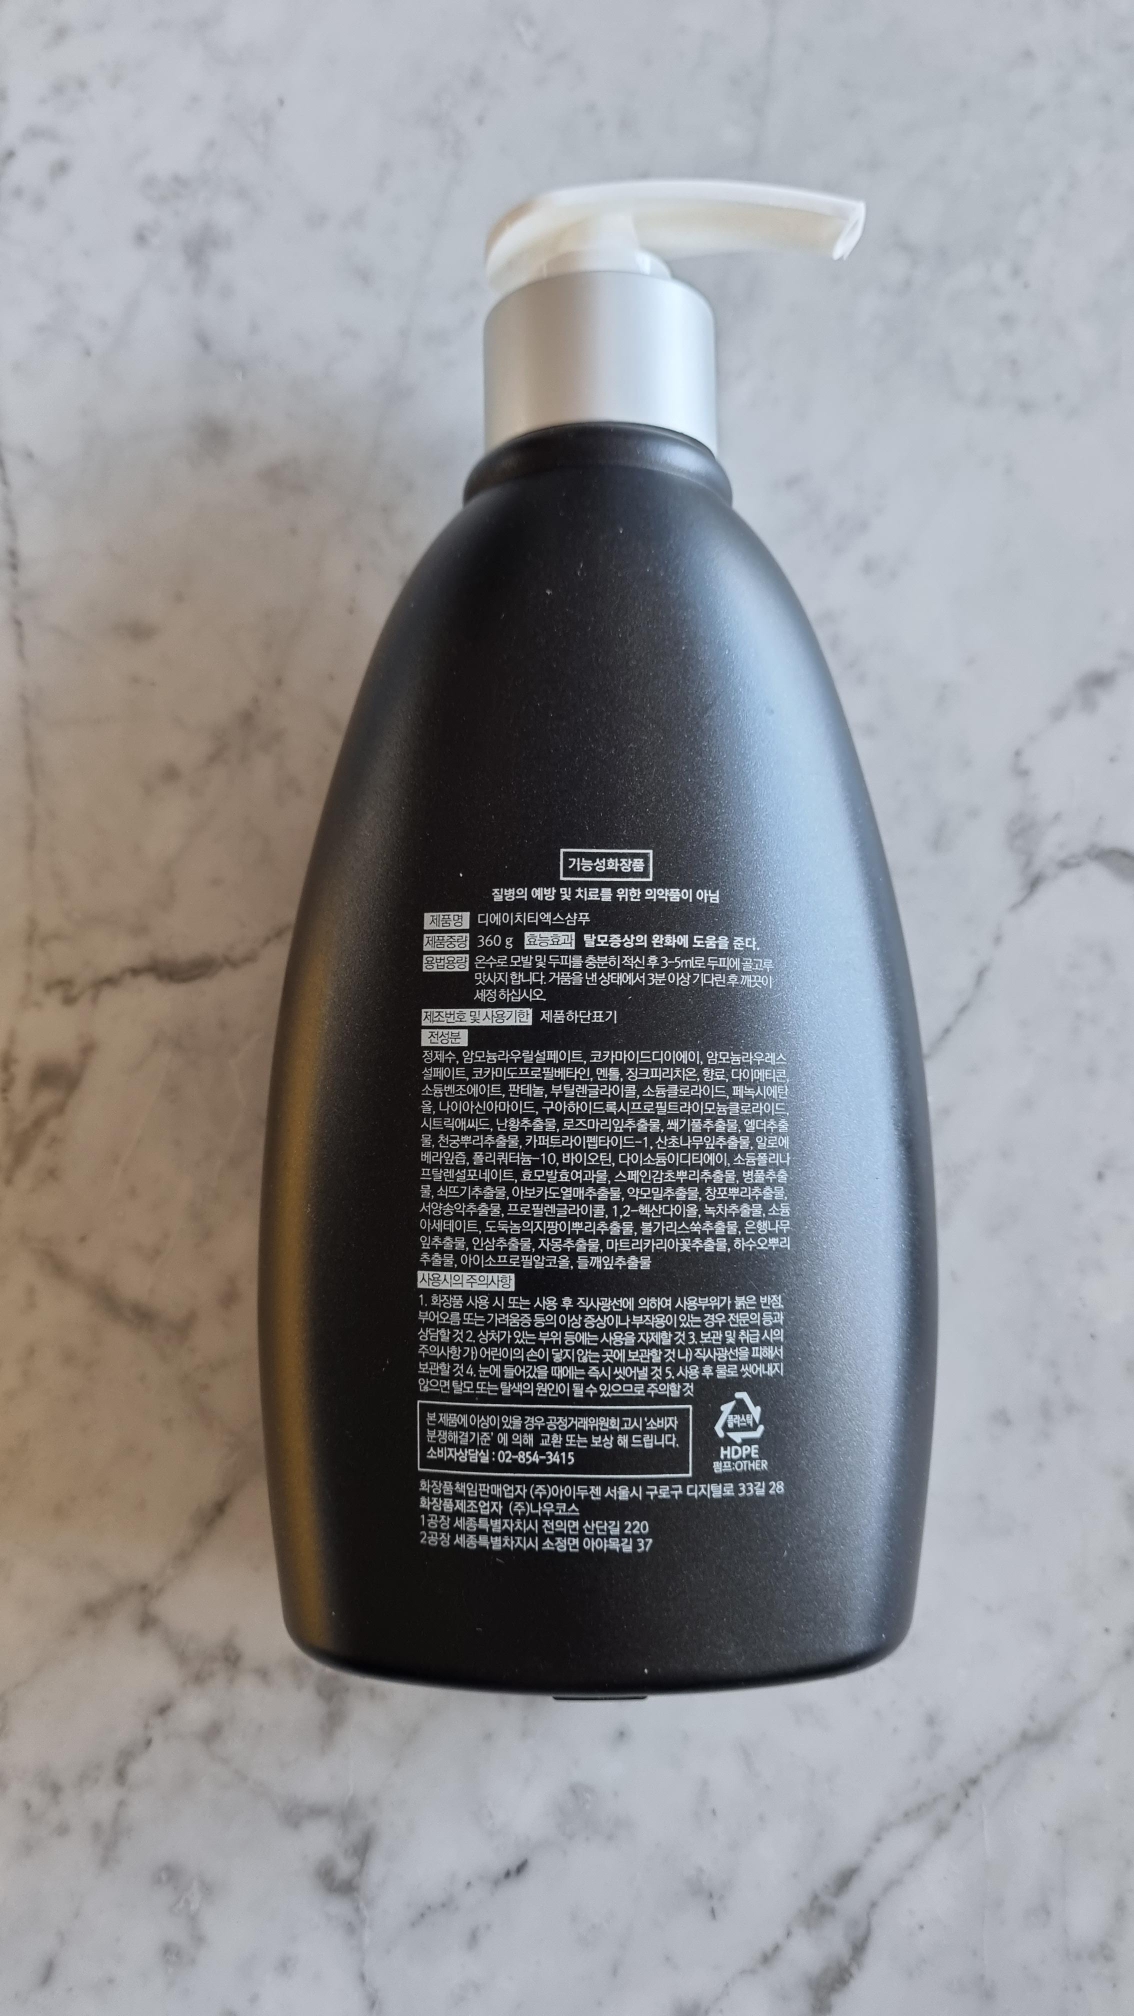 기능성화장품
질병의 예방 및 치료를 위한 의약품이 아님
제품명 디에이치티엑스샴푸
제품중량 360 g 효능효과 탈모증상의 완화에 도움을 준다.
용법용량 온수로 모발 및 두피를 충분히 적신 후 3-5ml로 두피에 골고루
맛사지 합니다. 거품을 낸 상태에서 3분 이상 기다린 후 깨끗이
세정 하십시오.
제조번호 및 사용기한 제품하단표기
전성분
정제수, 암모늄라우릴설페이트, 코카마이드디이에이, 암모늄라우레스
설페이트, 코카미도프로필베타인, 멘톨, 징크피리치온, 향료, 다이메티콘,
소듐벤조에이트, 판테놀, 부틸렌글라이콜, 소듐클로라이드, 페녹시에탄
올, 나이아신아마이드, 구아하이드록시프로필트라이모늄클로라이드,
시트릭애씨드, 난황추출물, 로즈마리잎추출물, 쐐기풀추출물, 엘더추출
물, 천궁뿌리추출물, 카퍼트라이펩타이드-1, 산초나무잎추출물, 알로에
베라잎즙, 폴리쿼터늄-10, 바이오틴, 다이소듐이디티에이, 소듐폴리나
프탈렌설포네이트, 효모발효여과물, 스페인감초뿌리추출물, 병풀추출
물, 쇠뜨기추출물, 아보카도열매추출물, 약모밀추출물, 창포뿌리추출물,
서양송악추출물, 프로필렌글라이콜, 1,2-헥산다이올, 녹차추출물, 소듐
아세테이트, 도둑놈의지팡이뿌리추출물, 불가리스쑥추출물, 은행나무
잎추출물, 인삼추출물, 자몽추출물, 마트리카리아꽃추출물, 하수오뿌리
추출물, 아이소프로필알코올, 들깨잎추출물
사용시의 주의사항
1. 화장품 사용 시 또는 사용 후 직사광선에 의하여 사용부위가 붉은 반점,
부어오름 또는 가려움증 등의 이상 증상이나 부작용이 있는 경우 전문의 등과
상담할 것 2. 상처가 있는 부위 등에는 사용을 자제할 것 3. 보관 및 취급 시의
주의사항 가) 어린이의 손이 닿지 않는 곳에 보관할 것 나) 직사광선을 피해서
보관할 것 4. 눈에 들어갔을 때에는 즉시 씻어낼 것 5. 사용 후 물로 씻어내지
않으면 탈모 또는 탈색의 원인이 될 수 있으므로 주의할 것
본 제품에 이상이 있을 경우 공정거래위원회 고시 '소비자
분쟁해결기준' 에 의해 교환 또는 보상 해 드립니다.
소비자상담실 : 02-854-3415
플라스틱
HDPE
펌프:OTHER
화장품책임판매업자 (주)아이두젠 서울시 구로구 디지털로 33길 28
화장품제조업자 (주)나우코스
1공장 세종특별자치시 전의면 산단길 220
2공장 세종특별차지시 소정면 아야목길 37